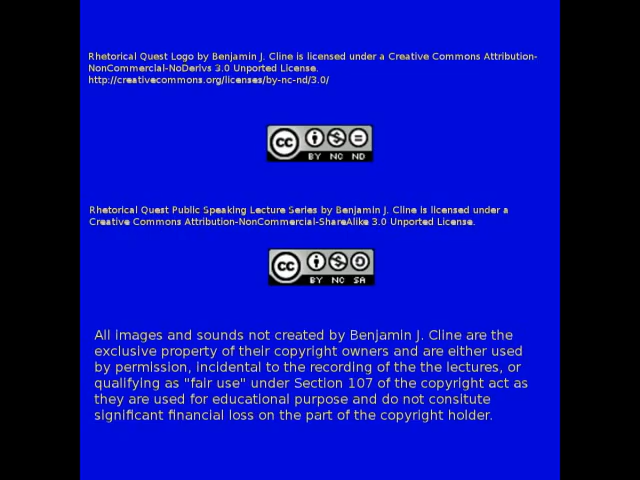 Rhetorical Quest Logo by Benjamin J. Cline is licensed under a Creative Commons Attribution-
NonCommercial-NoDerivs 3.0 Unported License.
http://creativecommons.org/licenses/by-nc-nd/3.0/
cc
BY NC ND
Rhetorical Quest Public Speaking Lecture Series by Benjamin J. Cline is licensed under a
Creative Commons Attribution-NonCommercial-ShareAlike 3.0 Unported License.
cc
BY NC SA
All images and sounds not created by Benjamin J. Cline are the
exclusive property of their copyright owners and are either used
by permission, incidental to the recording of the the lectures, or
qualifying as "fair use" under Section 107 of the copyright act as
they are used for educational purpose and do not consitute
significant financial loss on the part of the copyright holder.